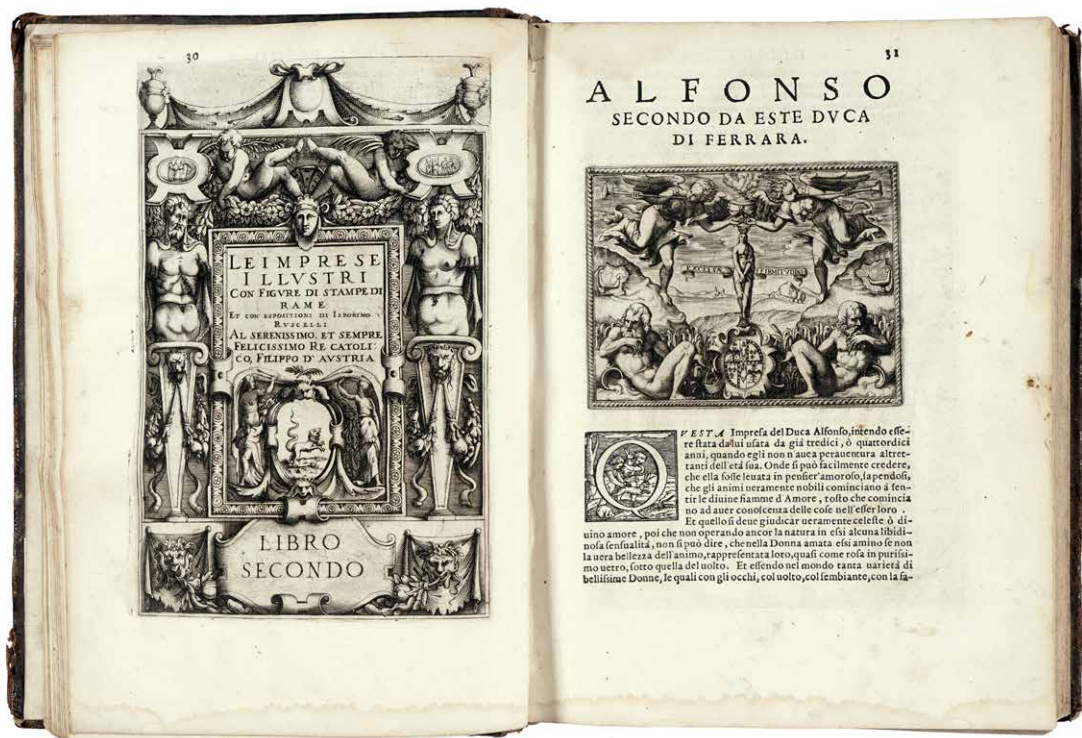 30
LE IMPRESE
ILLVSTRI
CON FIGVRE DI STAMPE DI
RAME
ET CON ESPOSITIONI DI IERONIMO
RVSCELLI
AL SERENISSIMO, ET SEMPRE
FELICISSIMO RE CATOLI-
CO, FILIPPO D' AVSTRIA
LIBRO
SECONDO
31
ALFONSO
SECONDO DA ESTE DVCA
DI FERRARA.
EXCELSAE FIRMITVDINI
QVESTA Impreſa del Duca Alfonſo, intendo eſſe-
re ſtata da lui uſata da già tredici, ò quattordici
anni, quando egli non n'auea perauentura altret-
tanti dell'età ſua. Onde ſi può facilmente credere,
che ella foſſe leuata in penſier'amoroſo, ſapendoſi,
che gli animi ueramente nobili cominciano à ſen-
tir le diuine fiamme d'Amore, toſto che comincia
no ad auer conoſcenza delle coſe nell'eſſer loro.
Et quello ſi deve giudicar ueramente celeſte ò di-
uino amore, poi che non operando ancor la natura in eſſi alcuna libidi-
noſa ſenſualità, non ſi può dire, che nella Donna amata eſſi amino ſe non
la uera bellezza dell'animo, rappreſentata loro, quaſi come roſa in puriſſi-
mo uetro, ſotto quella del uolto. Et eſſendo nel mondo tanta uarietà di
belliſſime Donne, le quali con gli occhi, col uolto, col ſembiante, con la fa-